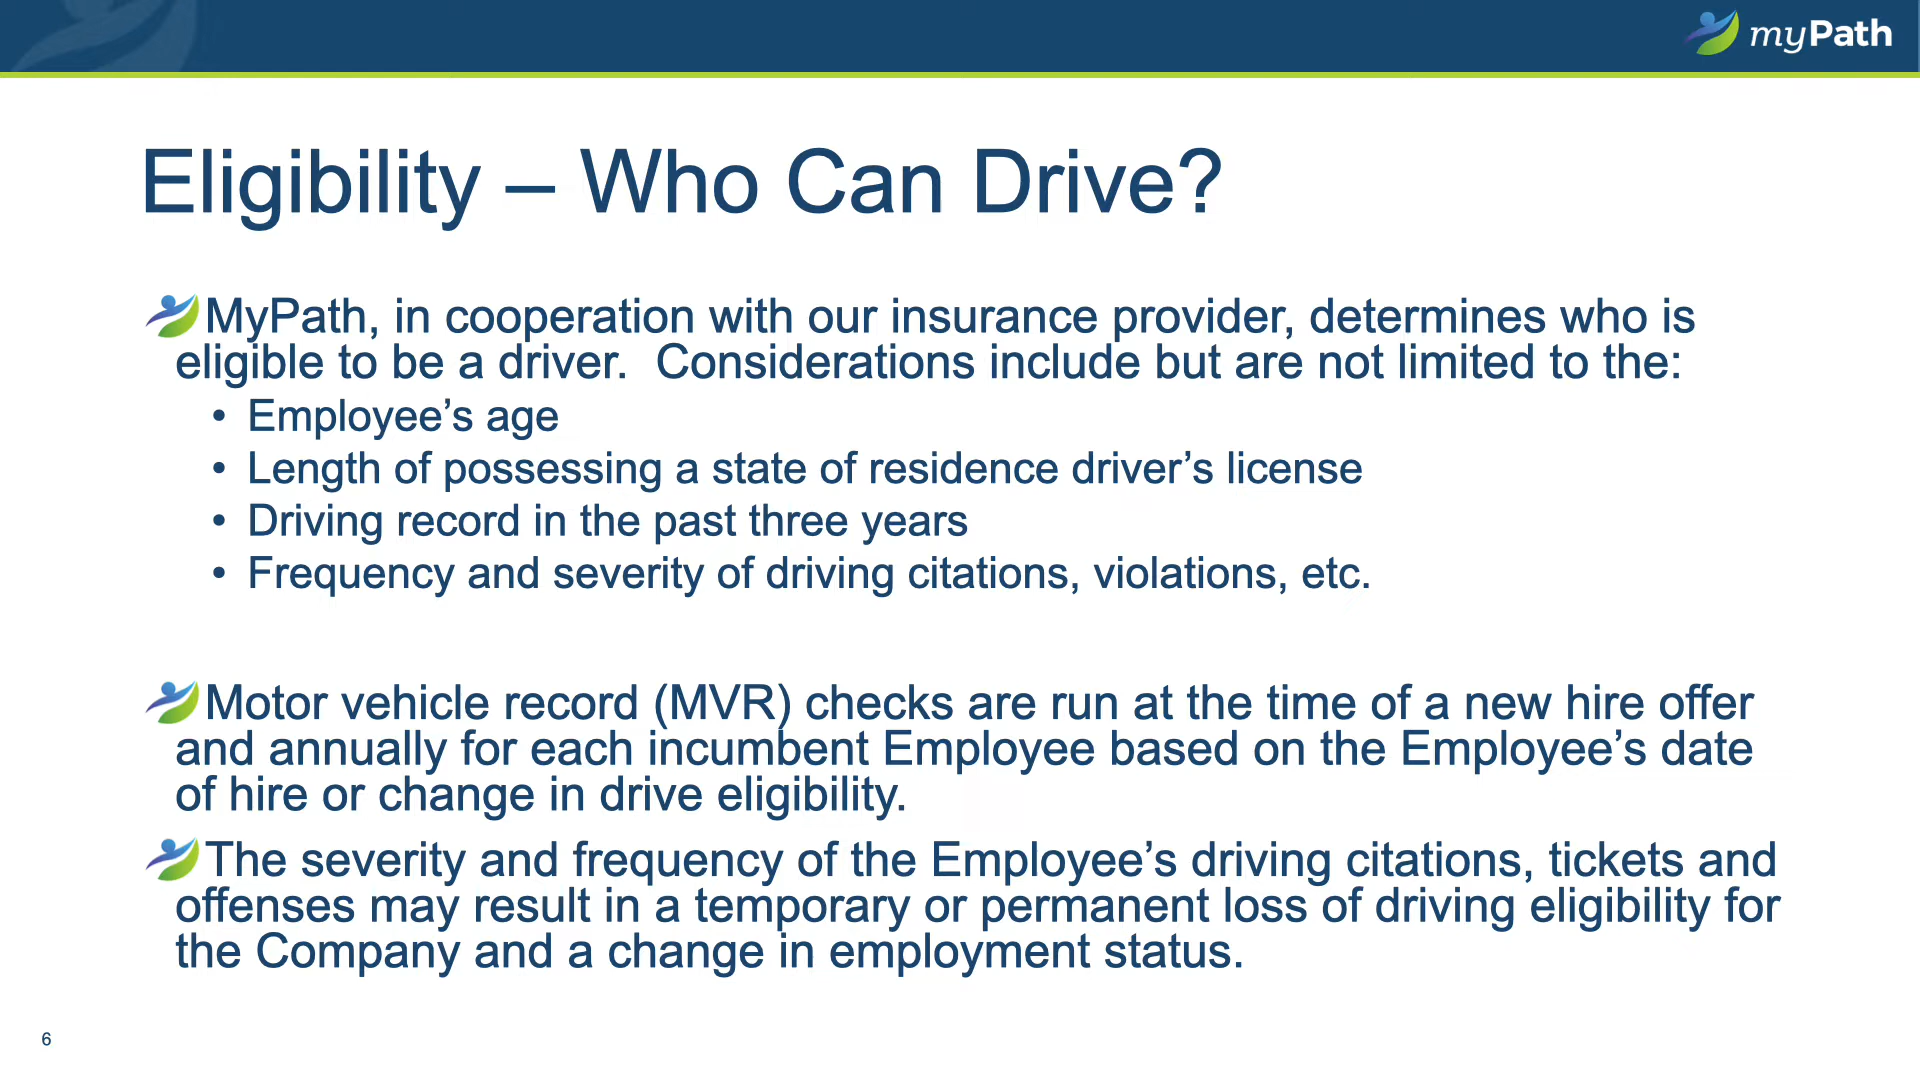 myPath
Eligibility – Who Can Drive?
MyPath, in cooperation with our insurance provider, determines who is
eligible to be a driver.  Considerations include but are not limited to the:
• Employee’s age
• Length of possessing a state of residence driver’s license
• Driving record in the past three years
• Frequency and severity of driving citations, violations, etc.
Motor vehicle record (MVR) checks are run at the time of a new hire offer
and annually for each incumbent Employee based on the Employee’s date
of hire or change in drive eligibility.
The severity and frequency of the Employee’s driving citations, tickets and
offenses may result in a temporary or permanent loss of driving eligibility for
the Company and a change in employment status.
6